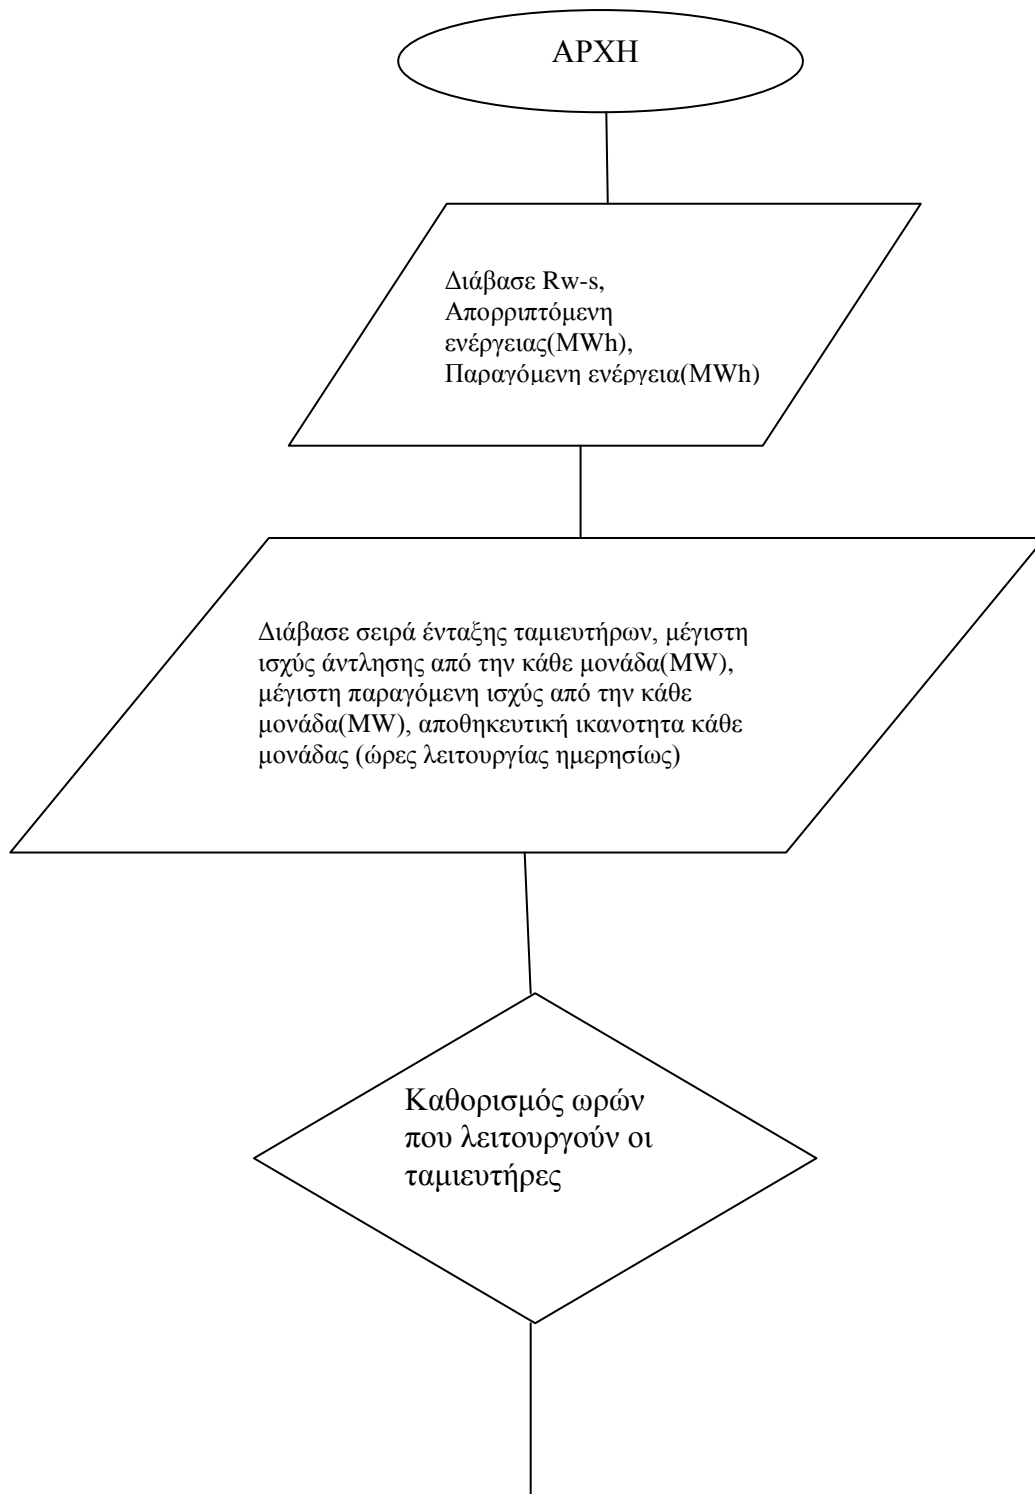 ΑΡΧΗ
Διάβασε Rw-s,
Απορριπτόμενη
ενέργειας(MWh),
Παραγόμενη ενέργεια(MWh)
Διάβασε σειρά ένταξης ταμιευτήρων, μέγιστη
ισχύς άντλησης από την κάθε μονάδα(MW),
μέγιστη παραγόμενη ισχύς από την κάθε
μονάδα(MW), αποθηκευτική ικανοτητα κάθε
μονάδας (ώρες λειτουργίας ημερησίως)
Καθορισμός ωρών
που λειτουργούν οι
ταμιευτήρες